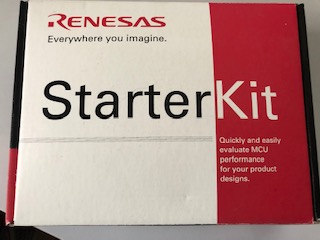 RENESAS
Everywhere you imagine.
StarterKit
Quickly and easily
evaluate MCU
performance
for your product
designs.